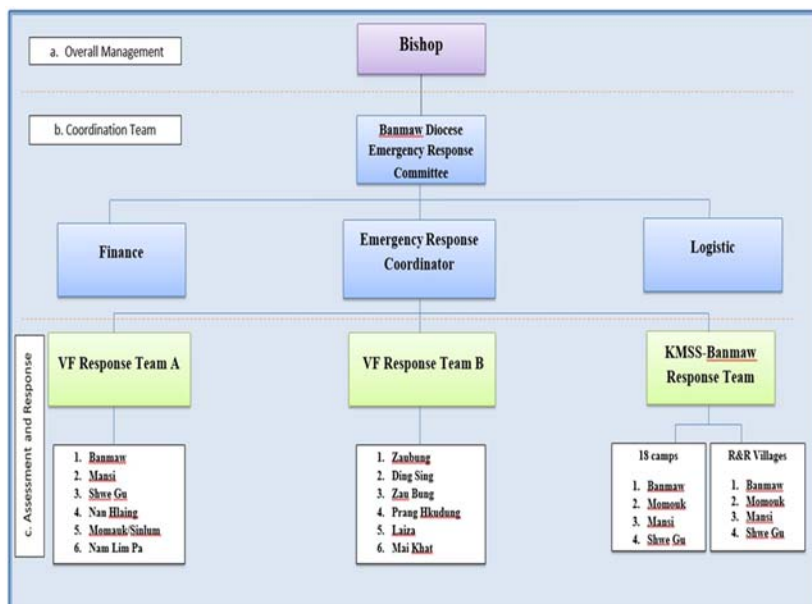 a. Overall Management
Bishop
b. Coordination Team
Banmaw Diocese
Emergency Response
Committee
Finance
Emergency Response
Coordinator
Logistic
c. Assessment and Response
VF Response Team A
VF Response Team B
KMSS-Banmaw
Response Team
1. Banmaw
2. Mansi
3. Shwe Gu
4. Nan Hlaing
5. Momauk/Sinlum
6. Nam Lim Pa
1. Zaubung
2. Ding Sing
3. Zau Bung
4. Prang Hkudung
5. Laiza
6. Mai Khat
18 camps
1. Banmaw
2. Momouk
3. Mansi
4. Shwe Gu
R&R Villages
1. Banmaw
2. Momouk
3. Mansi
4. Shwe Gu